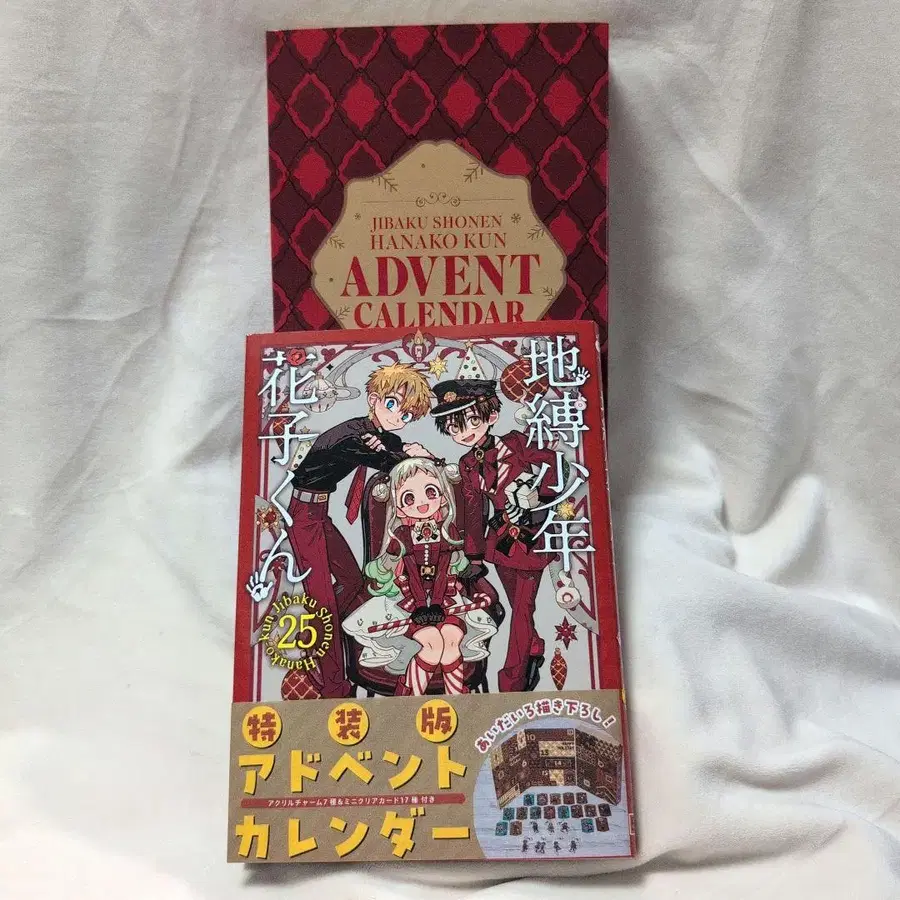 JIBAKU SHONEN
HANAKO KUN
ADVENT
CALENDAR
地縛少年
花子くん
Jibaku Shonen Hanako kun
25
特装版
アドベント
アクリルチャーム7種&ミニクリアカード17種 付き
カレンダー
あいだいろ描き下ろし!